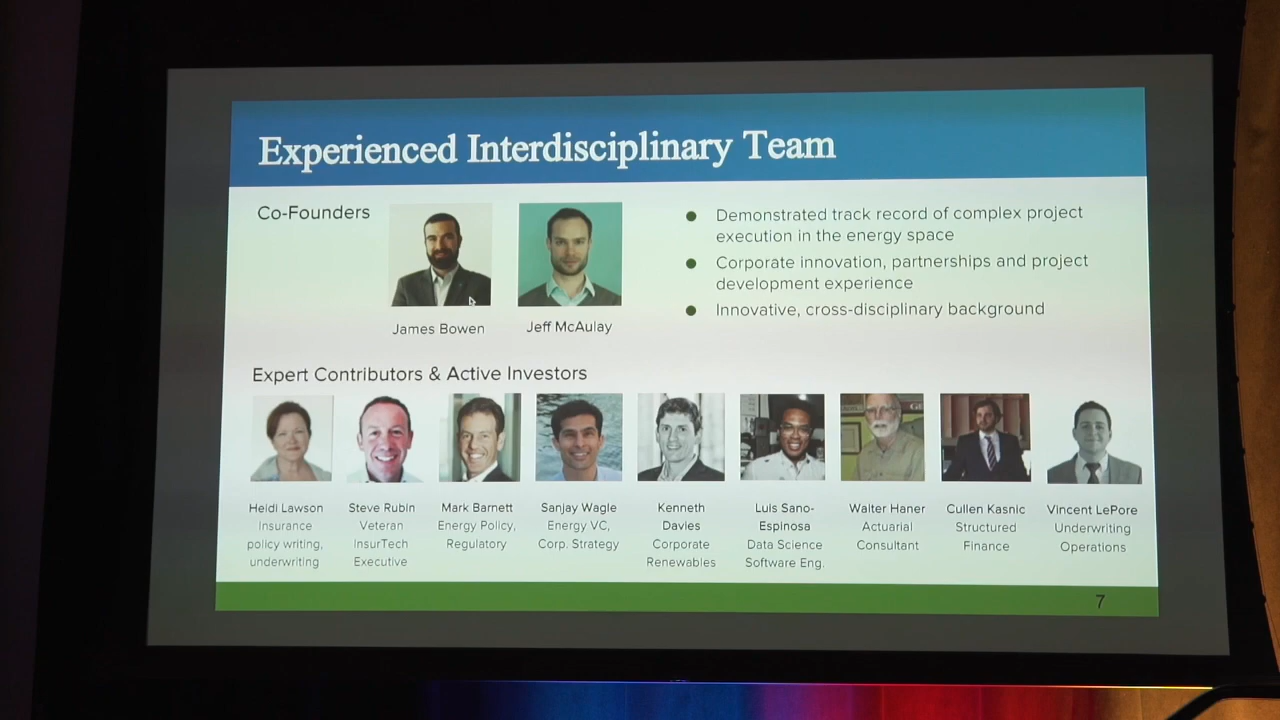 Experienced Interdisciplinary Team
Co-Founders
James Bowen
Jeff McAulay
Demonstrated track record of complex project
execution in the energy space
Corporate innovation, partnerships and project
development experience
Innovative, cross-disciplinary background
Expert Contributors & Active Investors
Heidi Lawson
Insurance
policy writing,
underwriting
Steve Rubin
Veteran
InsurTech
Executive
Mark Barnett
Energy Policy,
Regulatory
Sanjay Wagle
Energy VC,
Corp. Strategy
Kenneth
Davies
Corporate
Renewables
Luis Sano-
Espinosa
Data Science
Software Eng.
Walter Haner
Actuarial
Consultant
Cullen Kasnic
Structured
Finance
Vincent LePore
Underwriting
Operations
7